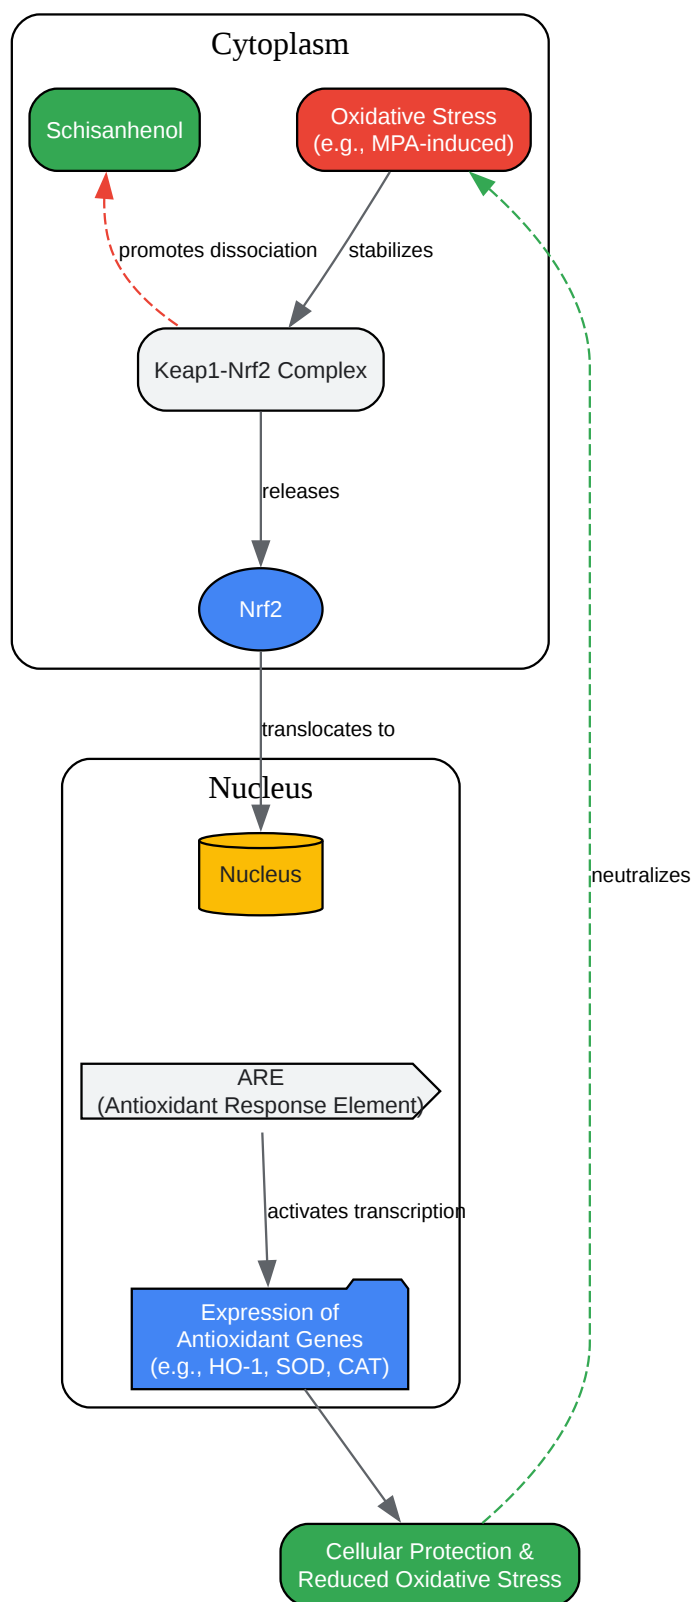 Cytoplasm
Schisanhenol
Oxidative Stress
(e.g., MPA-induced)
promotes dissociation
stabilizes
Keap1-Nrf2 Complex
releases
Nrf2
translocates to
Nucleus
Nucleus
neutralizes
ARE
(Antioxidant Response Element)
activates transcription
Expression of
Antioxidant Genes
(e.g., HO-1, SOD, CAT)
Cellular Protection &
Reduced Oxidative Stress